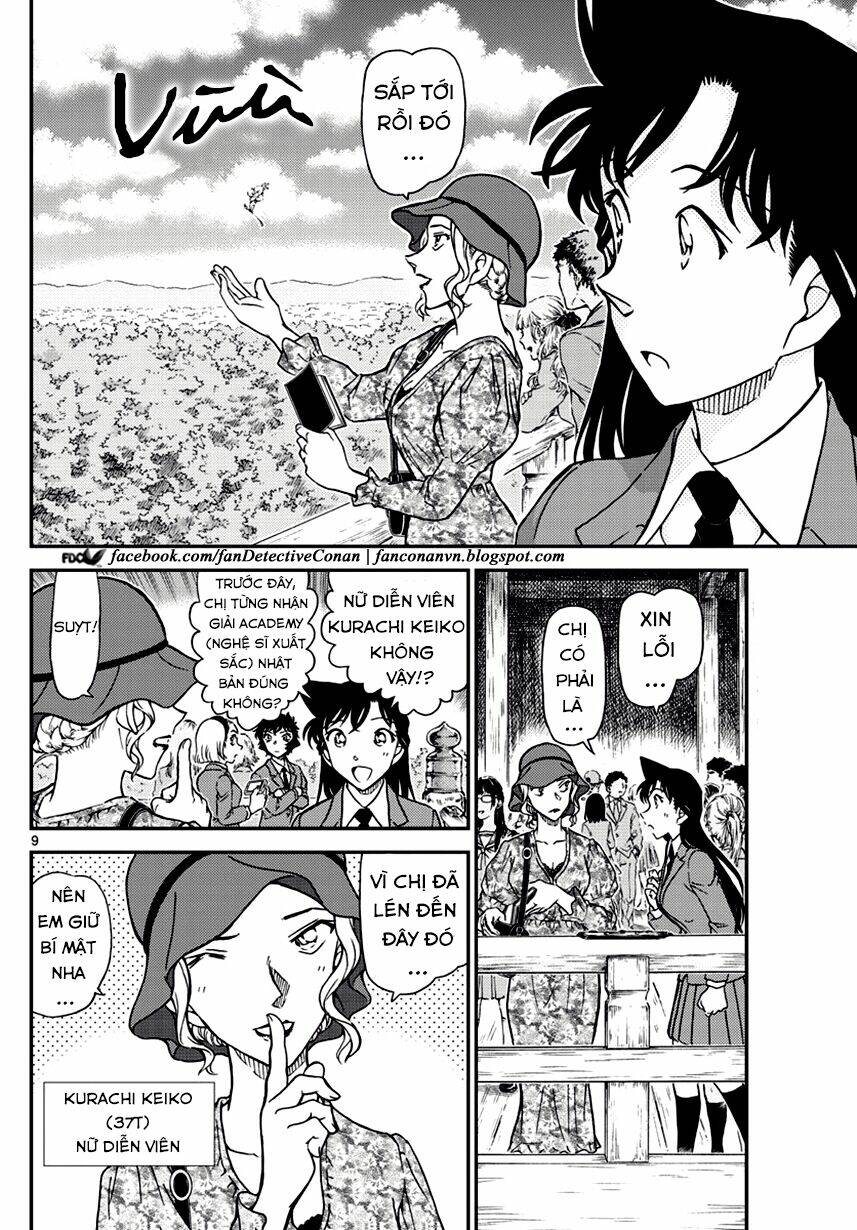 Vùù
SẮP TỚI
RỒI ĐÓ
...
FDC facebook.com/fanDetectiveConan | fanconanvn.blogspot.com
XIN
LỖI
...
CHỊ
CÓ
PHẢI
LÀ
...
NỮ DIỄN VIÊN
KURACHI KEIKO
KHÔNG
VẬY!?
TRƯỚC ĐÂY,
CHỊ TỪNG NHẬN
GIẢI ACADEMY
(NGHỆ SĨ XUẤT
SẮC) NHẬT
BẢN ĐÚNG
KHÔNG?
SUỴT!
9
VÌ CHỊ ĐÃ
LÉN ĐẾN
ĐÂY ĐÓ
...
NÊN
EM GIỮ
BÍ MẬT
NHA
...
KURACHI KEIKO
(37T)
NỮ DIỄN VIÊN